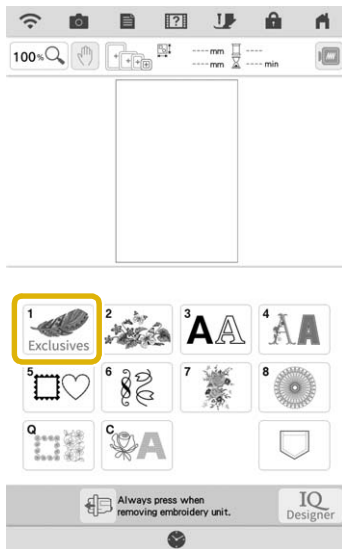 ?
100%
----mm ----
----mm ---- min
1 2 3 4
Exclusives AA AA
5 6 7 8
Q C
A
Always press when
removing embroidery unit.
IQ
Designer